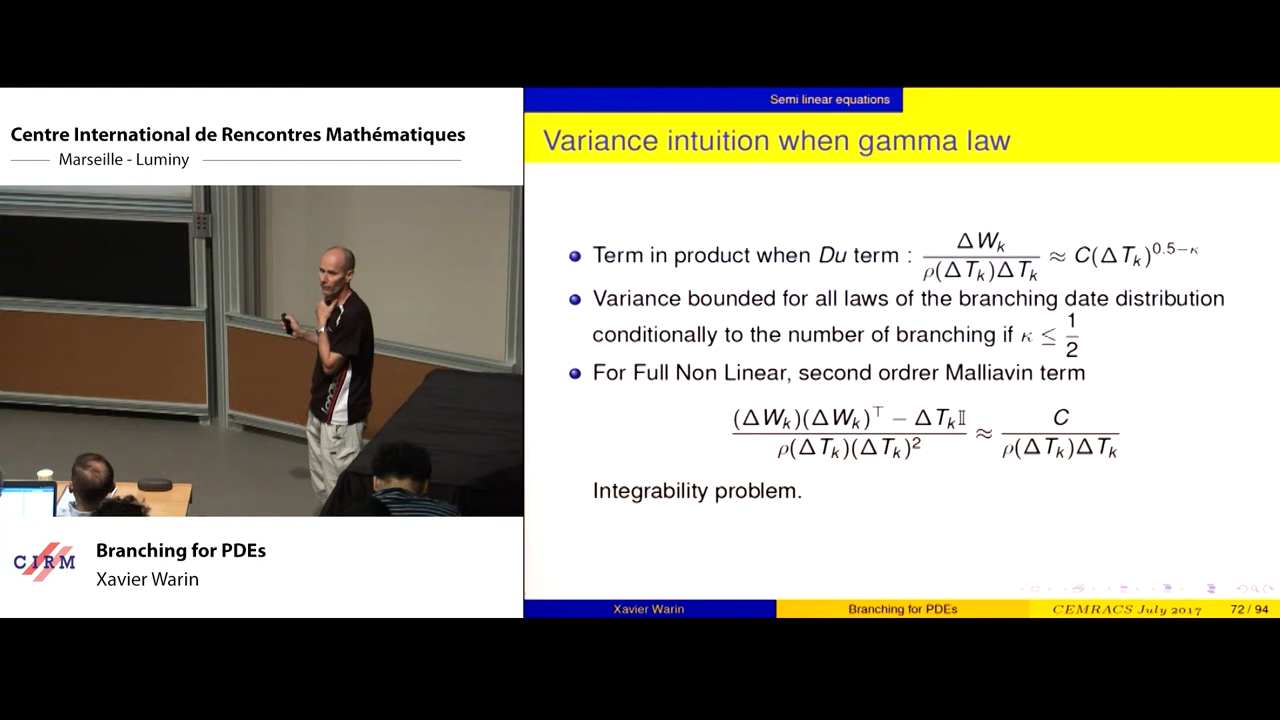 Centre International de Rencontres Mathématiques
Marseille - Luminy
CIRM
Branching for PDEs
Xavier Warin
Semi linear equations
Variance intuition when gamma law
Term in product when Du term : ΔW_k / (ρ(ΔT_k)ΔT_k) ≈ C(ΔT_k)^{0.5−κ}
Variance bounded for all laws of the branching date distribution
conditionally to the number of branching if κ ≤ 1/2
For Full Non Linear, second ordrer Malliavin term
((ΔW_k)(ΔW_k)^⊤ − ΔT_k 𝕀) / (ρ(ΔT_k)(ΔT_k)^2) ≈ C / (ρ(ΔT_k)ΔT_k)
Integrability problem.
Xavier Warin
Branching for PDEs
CEMRACS July 2017
72 / 94